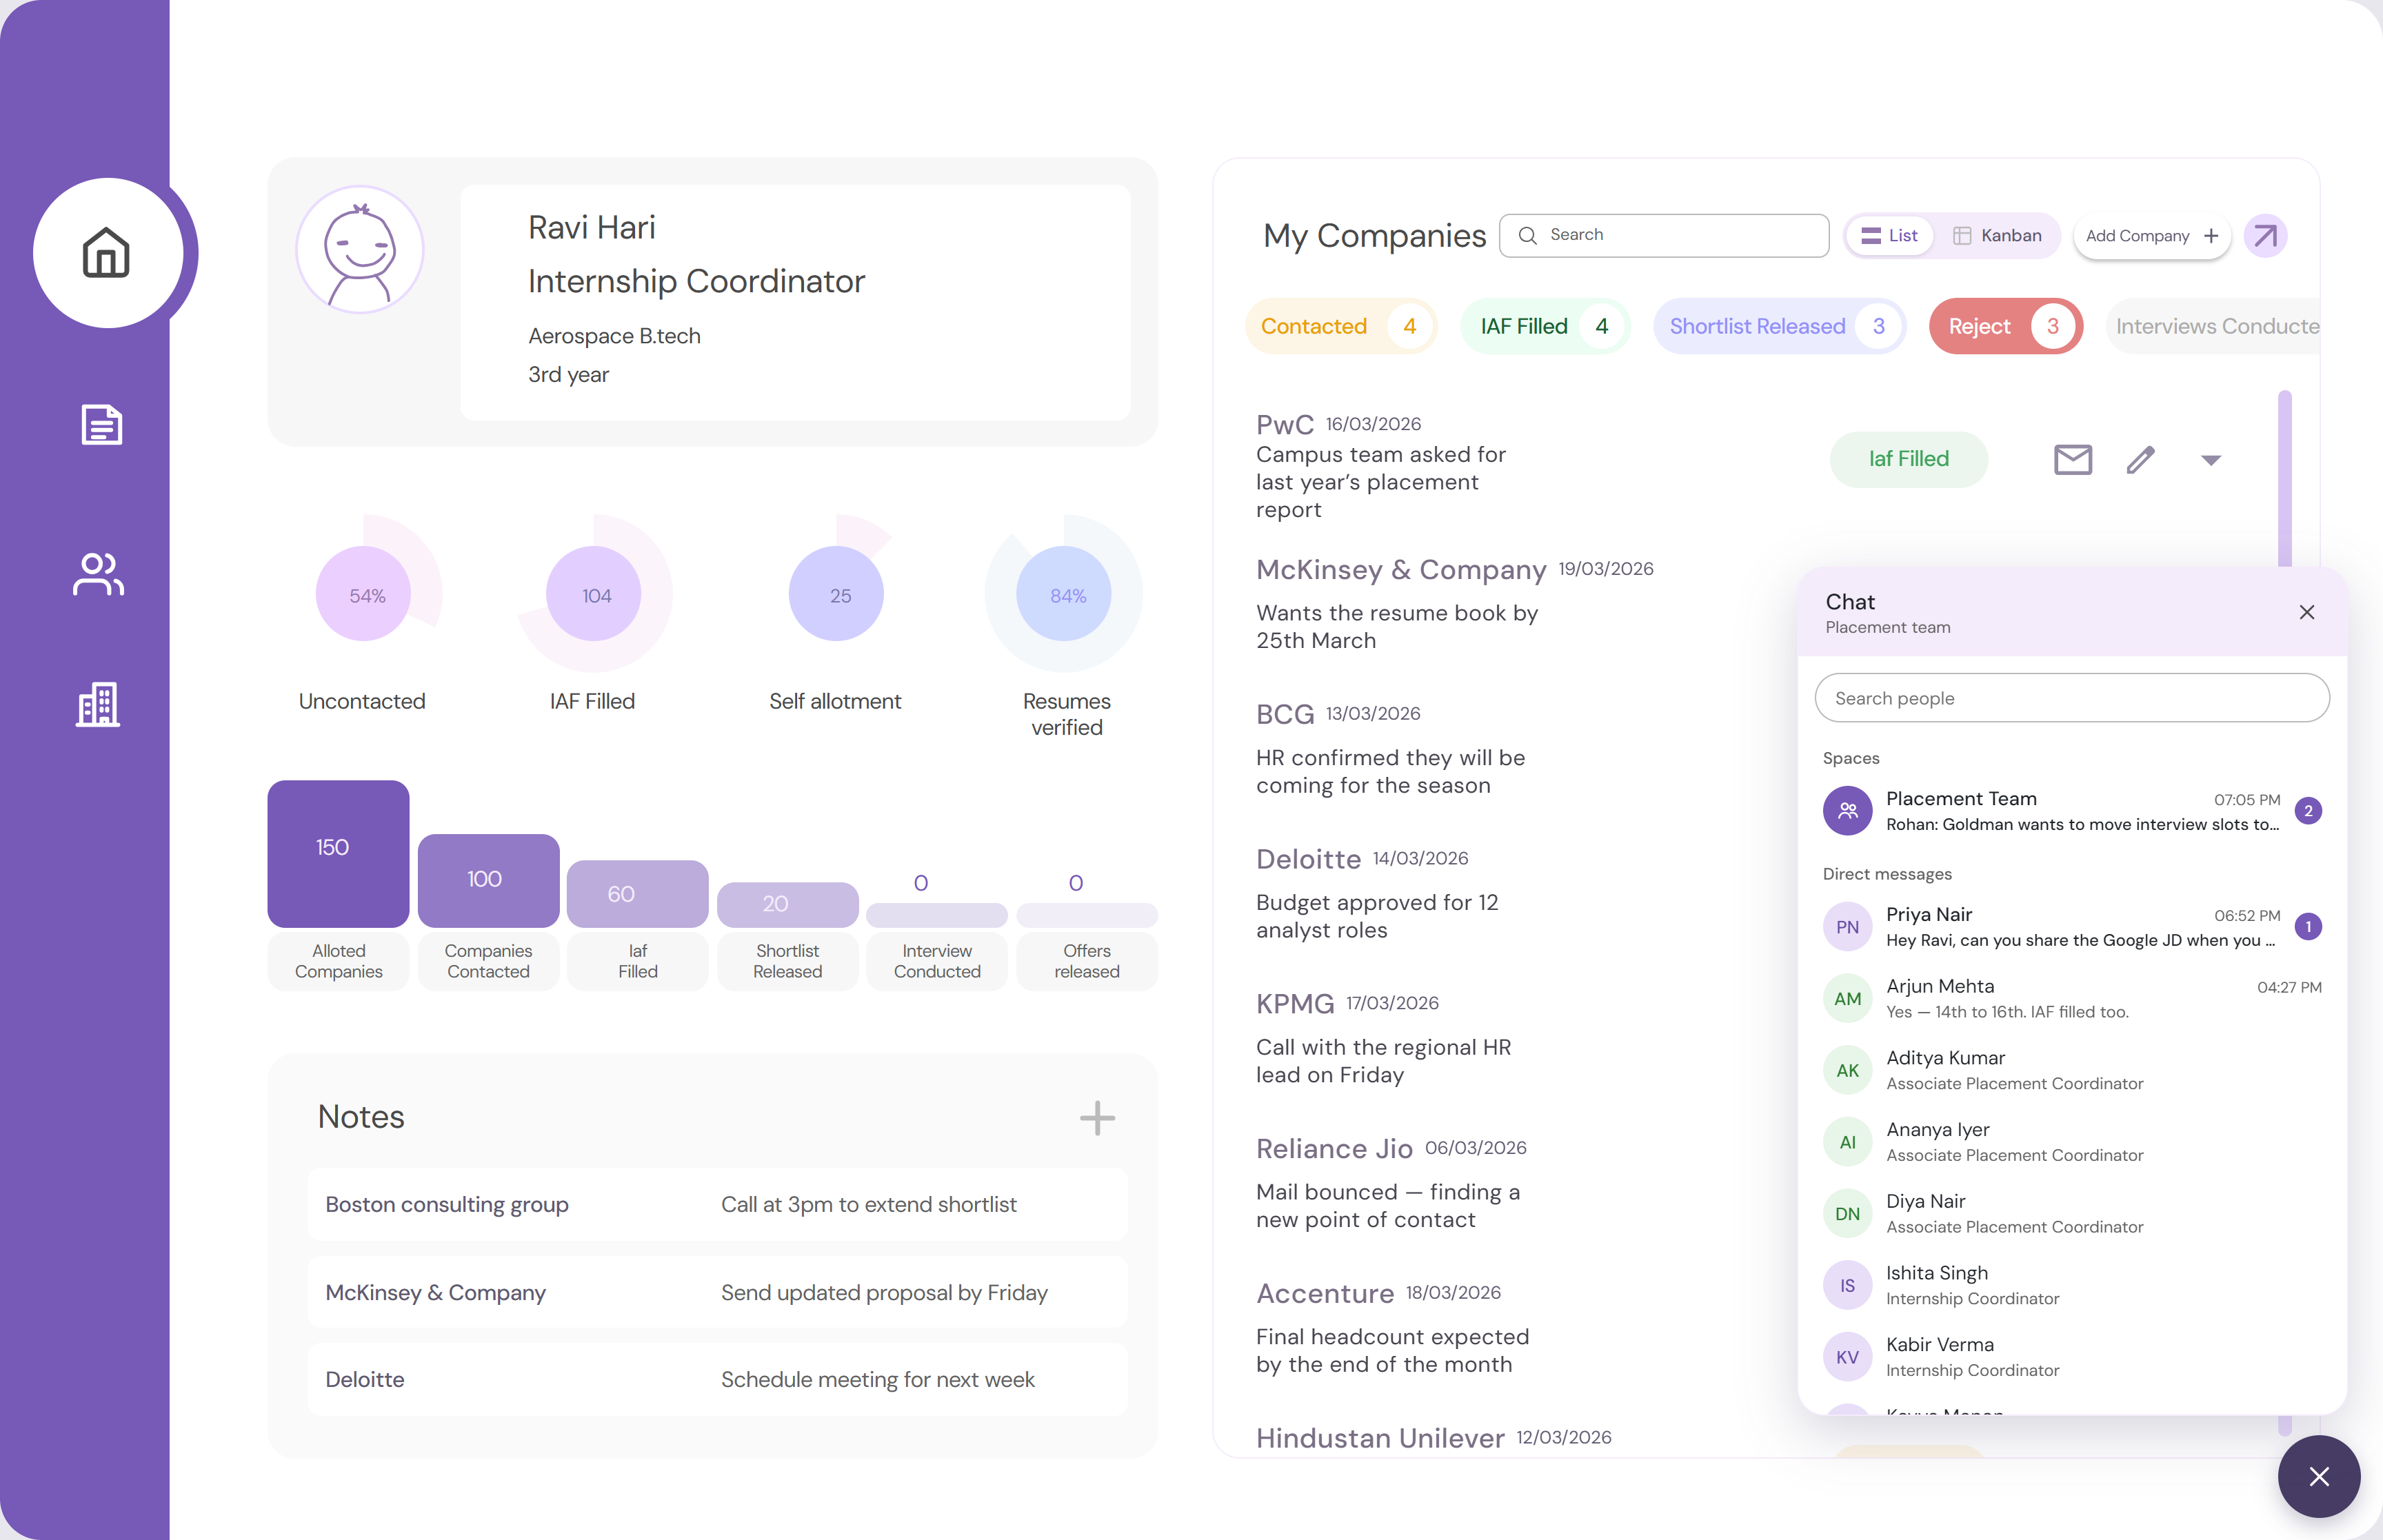 Ravi Hari
Internship Coordinator
Aerospace B.tech
3rd year
54%
104
25
84%
Uncontacted
IAF Filled
Self allotment
Resumes
verified
150
100
60
20
0
0
Alloted
Companies
Companies
Contacted
Iaf
Filled
Shortlist
Released
Interview
Conducted
Offers
released
Notes
Boston consulting group
Call at 3pm to extend shortlist
McKinsey & Company
Send updated proposal by Friday
Deloitte
Schedule meeting for next week
My Companies
Search
List
Kanban
Add Company
Contacted 4
IAF Filled 4
Shortlist Released 3
Reject 3
Interviews Conducte
PwC 16/03/2026
Campus team asked for
last year’s placement
report
Iaf Filled
McKinsey & Company 19/03/2026
Wants the resume book by
25th March
BCG 13/03/2026
HR confirmed they will be
coming for the season
Deloitte 14/03/2026
Budget approved for 12
analyst roles
KPMG 17/03/2026
Call with the regional HR
lead on Friday
Reliance Jio 06/03/2026
Mail bounced — finding a
new point of contact
Accenture 18/03/2026
Final headcount expected
by the end of the month
Hindustan Unilever 12/03/2026
Chat
Placement team
Search people
Spaces
Placement Team 07:05 PM
Rohan: Goldman wants to move interview slots to... 2
Direct messages
PN
Priya Nair 06:52 PM
Hey Ravi, can you share the Google JD when you ... 1
AM
Arjun Mehta 04:27 PM
Yes — 14th to 16th. IAF filled too.
AK
Aditya Kumar
Associate Placement Coordinator
AI
Ananya Iyer
Associate Placement Coordinator
DN
Diya Nair
Associate Placement Coordinator
IS
Ishita Singh
Internship Coordinator
KV
Kabir Verma
Internship Coordinator